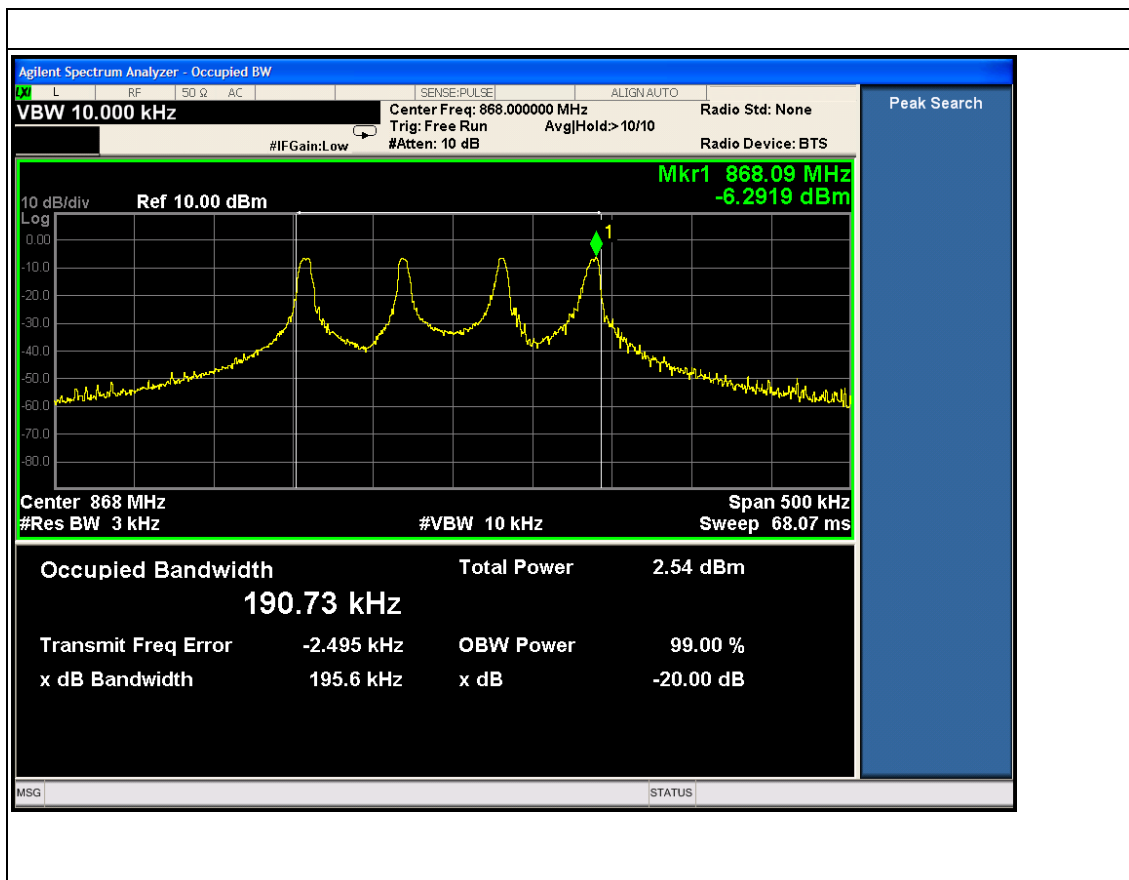 Agilent Spectrum Analyzer - Occupied BW
LXI L RF 50 Ω AC SENSE:PULSE ALIGN AUTO
VBW 10.000 kHz
Center Freq: 868.000000 MHz Radio Std: None
Trig: Free Run Avg|Hold:>10/10
#IFGain:Low #Atten: 10 dB Radio Device: BTS
Peak Search
Mkr1 868.09 MHz
-6.2919 dBm
10 dB/div Ref 10.00 dBm
Log
1
0.00
-10.0
-20.0
-30.0
-40.0
-50.0
-60.0
-70.0
-80.0
Center 868 MHz Span 500 kHz
#Res BW 3 kHz #VBW 10 kHz Sweep 68.07 ms
Occupied Bandwidth Total Power 2.54 dBm
190.73 kHz
Transmit Freq Error -2.495 kHz OBW Power 99.00 %
x dB Bandwidth 195.6 kHz x dB -20.00 dB
MSG STATUS